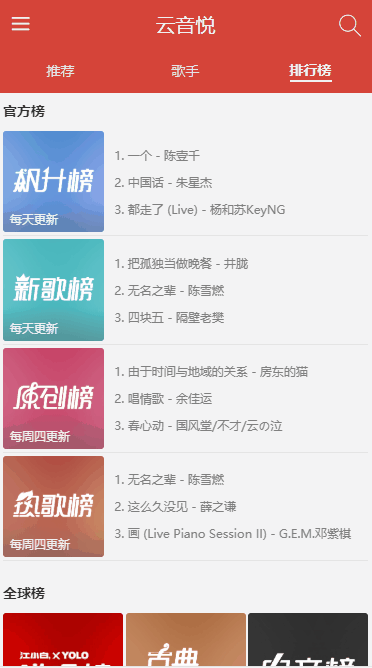 云音悦
推荐
歌手
排行榜
官方榜
飙升榜
每天更新
1. 一个 - 陈壹千
2. 中国话 - 朱星杰
3. 都走了 (Live) - 杨和苏KeyNG
新歌榜
每天更新
1. 把孤独当做晚餐 - 井胧
2. 无名之辈 - 陈雪燃
3. 四块五 - 隔壁老樊
原创榜
每周四更新
1. 由于时间与地域的关系 - 房东的猫
2. 唱情歌 - 余佳运
3. 春心动 - 国风堂/不才/云の泣
热歌榜
每周四更新
1. 无名之辈 - 陈雪燃
2. 这么久没见 - 薛之谦
3. 画 (Live Piano Session II) - G.E.M.邓紫棋
全球榜
江小白 X YOLO
古典